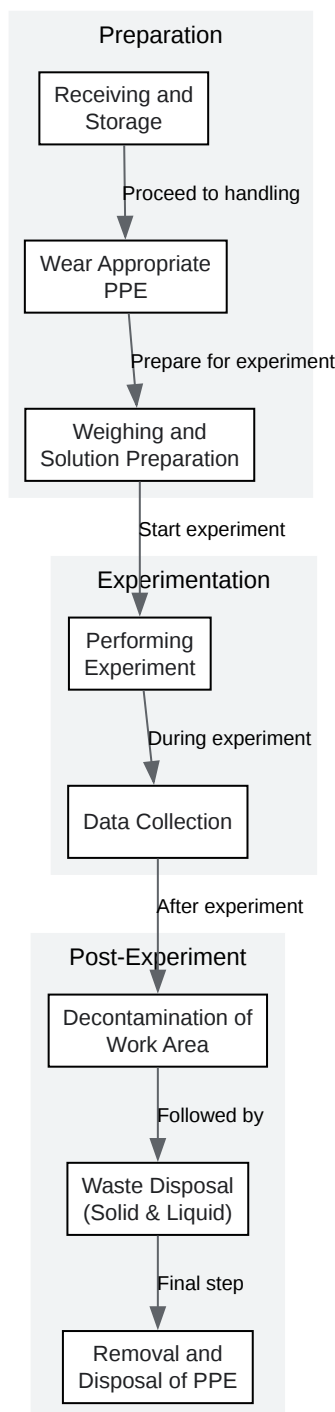 Preparation
Receiving and
Storage
Proceed to handling
Wear Appropriate
PPE
Prepare for experiment
Weighing and
Solution Preparation
Start experiment
Experimentation
Performing
Experiment
During experiment
Data Collection
After experiment
Post-Experiment
Decontamination of
Work Area
Followed by
Waste Disposal
(Solid & Liquid)
Final step
Removal and
Disposal of PPE